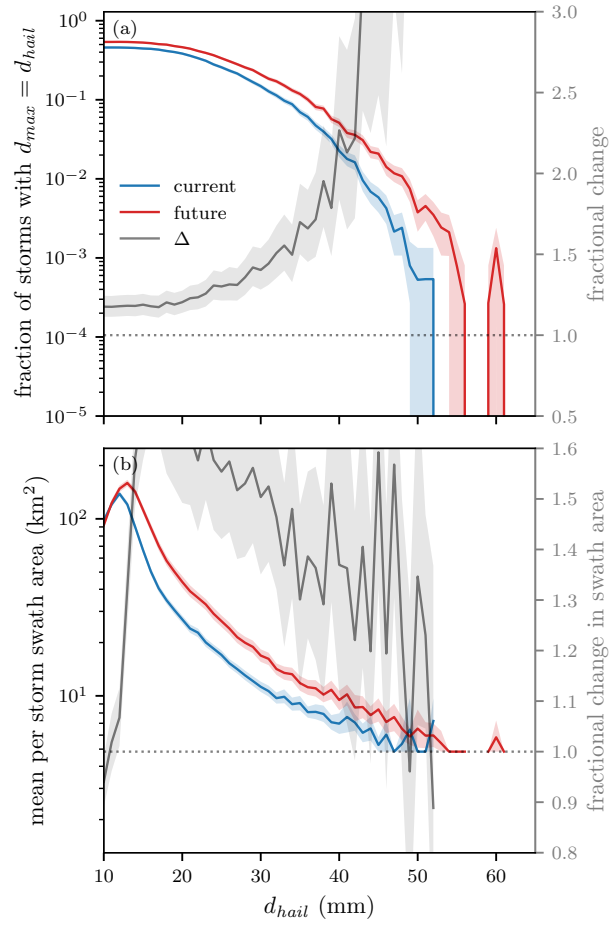 (a)
fraction of storms with d_max = d_hail
10^0
10^-1
10^-2
10^-3
10^-4
10^-5
current
future
Δ
3.0
2.5
2.0
1.5
1.0
0.5
fractional change
(b)
mean per storm swath area (km^2)
10^2
10^1
1.6
1.5
1.4
1.3
1.2
1.1
1.0
0.9
0.8
fractional change in swath area
10 20 30 40 50 60
d_hail (mm)